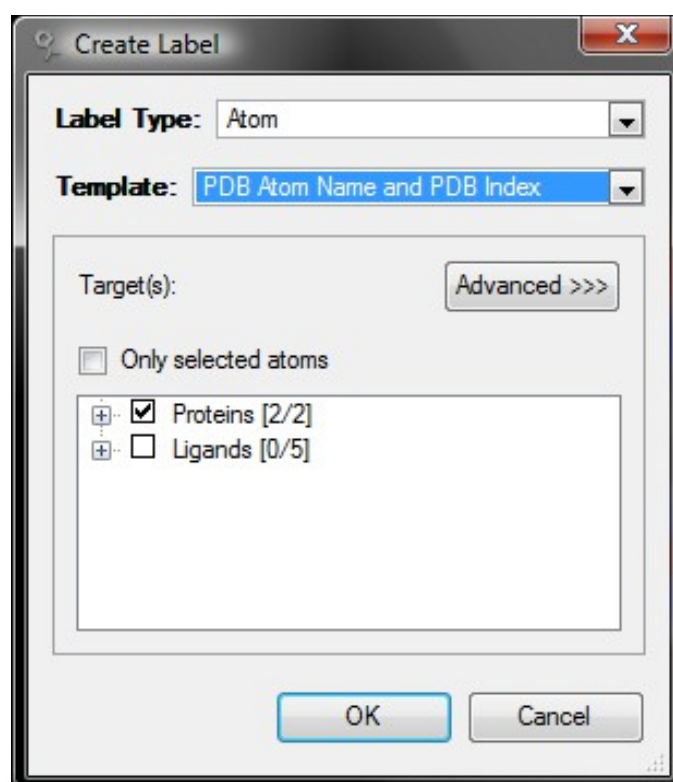 Create Label
Label Type: Atom
Template: PDB Atom Name and PDB Index
Target(s): Advanced >>>
Only selected atoms
Proteins [2/2]
Ligands [0/5]
OK Cancel